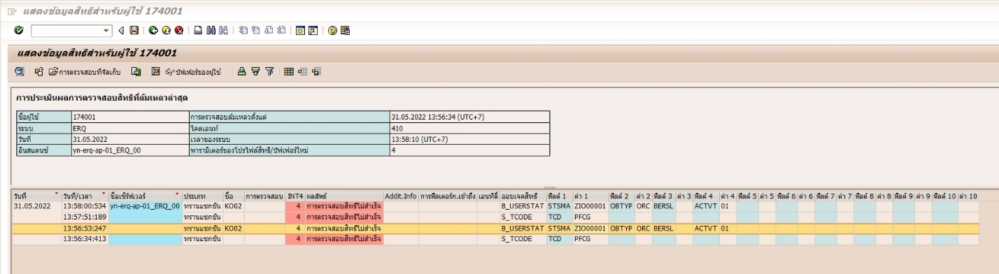 แสดงข้อมูลสิทธิสำหรับผู้ใช้ 174001
แสดงข้อมูลสิทธิสำหรับผู้ใช้ 174001
การตรวจสอบที่จัดเก็บ บัฟเฟอร์ของผู้ใช้
การประเมินผลการตรวจสอบสิทธิที่ล้มเหลวล่าสุด
ชื่อผู้ใช้ 174001 การตรวจสอบล้มเหลวตั้งแต่ 31.05.2022 13:56:34 (UTC+7)
ระบบ ERQ ไคลเอนท์ 410
วันที่ 31.05.2022 เวลาของระบบ 13:58:10 (UTC+7)
อินสแตนซ์ yn-erq-ap-01_ERQ_00 พารามิเตอร์ของโปรไฟล์สิทธิ/บัฟเฟอร์ใหม่ 4
วันที่ วันที่/เวลา ชื่อเซิร์ฟเวอร์ ประเภท ชื่อ การตรวจสอบ INT4 ผลลัพธ์ Addit.Info การฟิลเตอร์ก.เข้าถึง เอนทิตี้ ออบเจคสิทธิ ฟิลด์ 1 ค่า 1 ฟิลด์ 2 ค่า 2 ฟิลด์ 3 ค่า 3 ฟิลด์ 4 ค่า 4 ฟิลด์ 5 ค่า 5 ฟิลด์ 6 ค่า 6 ฟิลด์ 7 ค่า 7 ฟิลด์ 8 ค่า 8 ฟิลด์ 9 ค่า 9 ฟิลด์ 10 ค่า 10
31.05.2022 13:58:00:534 yn-erq-ap-01_ERQ_00 ทรานแซกชัน KO02 4 การตรวจสอบสิทธิไม่สำเร็จ B_USERSTAT STSMA ZIO00001 OBTYP ORC BERSL ACTVT 01
13:57:51:189 ทรานแซกชัน 4 การตรวจสอบสิทธิไม่สำเร็จ S_TCODE TCD PFCG
13:56:53:247 ทรานแซกชัน KO02 4 การตรวจสอบสิทธิไม่สำเร็จ B_USERSTAT STSMA ZIO00001 OBTYP ORC BERSL ACTVT 01
13:56:34:413 ทรานแซกชัน 4 การตรวจสอบสิทธิไม่สำเร็จ S_TCODE TCD PFCG